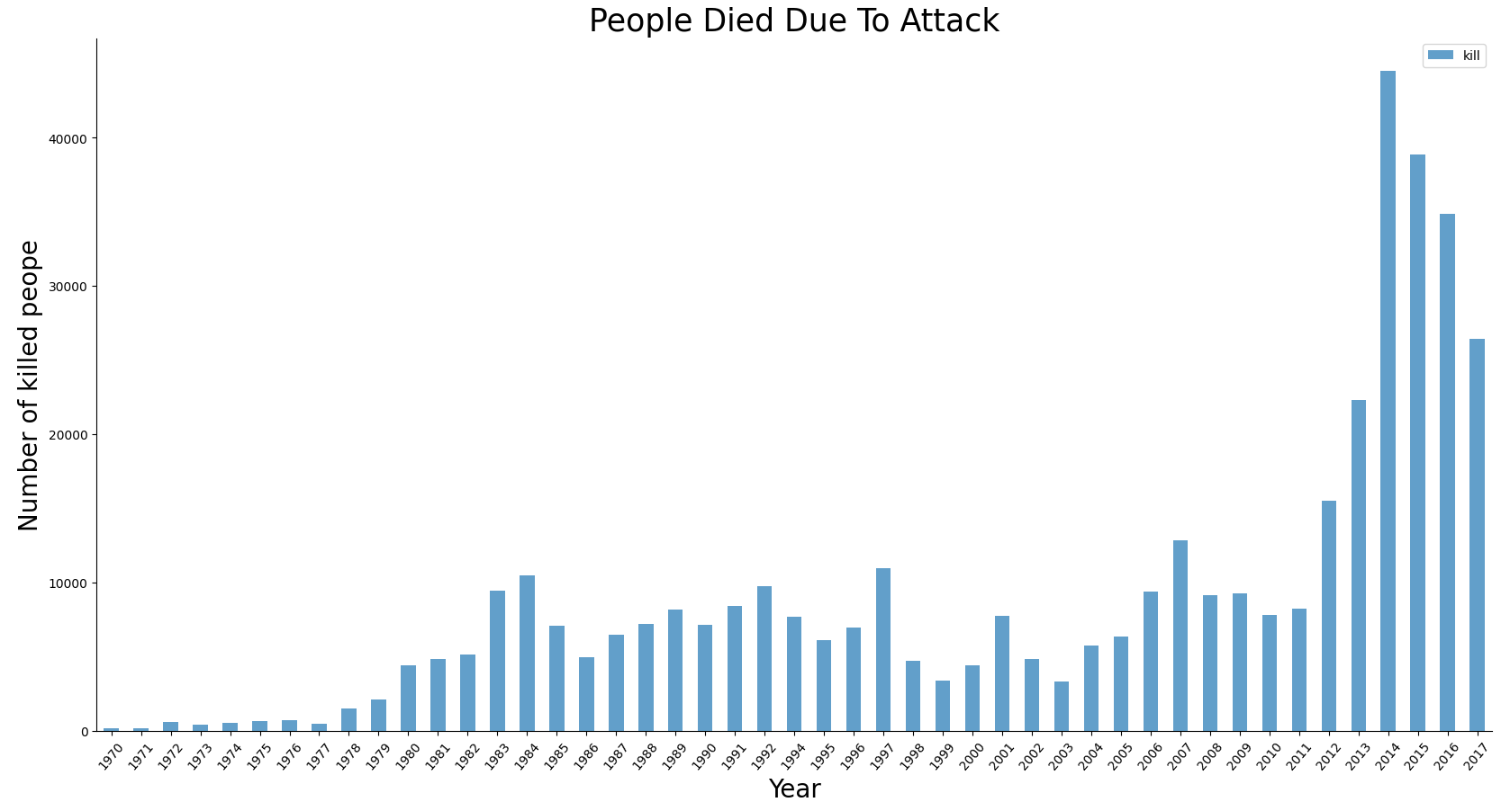 People Died Due To Attack
kill
Number of killed peope
40000
30000
20000
10000
0
1970 1971 1972 1973 1974 1975 1976 1977 1978 1979 1980 1981 1982 1983 1984 1985 1986 1987 1988 1989 1990 1991 1992 1994 1995 1996 1997 1998 1999 2000 2001 2002 2003 2004 2005 2006 2007 2008 2009 2010 2011 2012 2013 2014 2015 2016 2017
Year